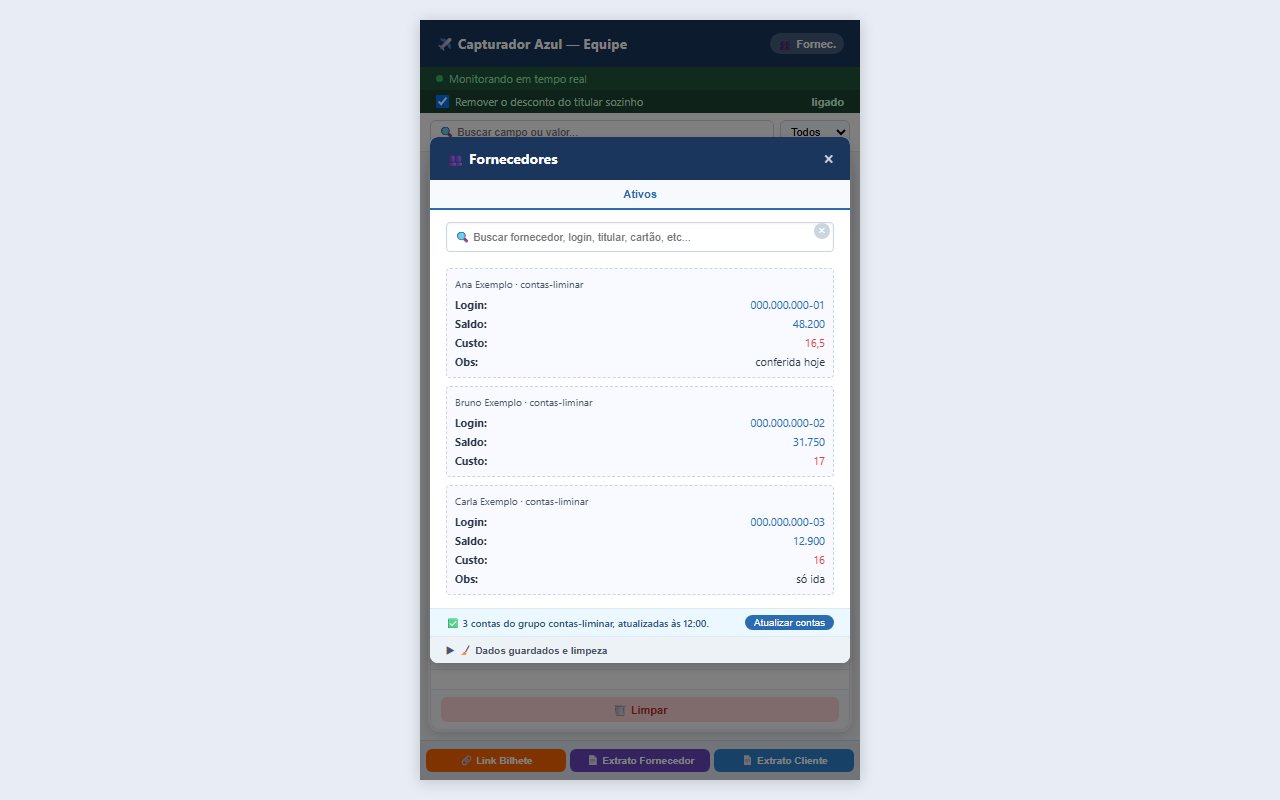 Capturador Azul — Equipe
Fornec.
Monitorando em tempo real
Remover o desconto do titular sozinho
ligado
Buscar campo ou valor...
Todos
Fornecedores
×
Ativos
Buscar fornecedor, login, titular, cartão, etc...
Ana Exemplo · contas-liminar
Login: 000.000.000-01
Saldo: 48.200
Custo: 16,5
Obs: conferida hoje
Bruno Exemplo · contas-liminar
Login: 000.000.000-02
Saldo: 31.750
Custo: 17
Carla Exemplo · contas-liminar
Login: 000.000.000-03
Saldo: 12.900
Custo: 16
Obs: só ida
3 contas do grupo contas-liminar, atualizadas às 12:00.
Atualizar contas
Dados guardados e limpeza
Limpar
Link Bilhete
Extrato Fornecedor
Extrato Cliente